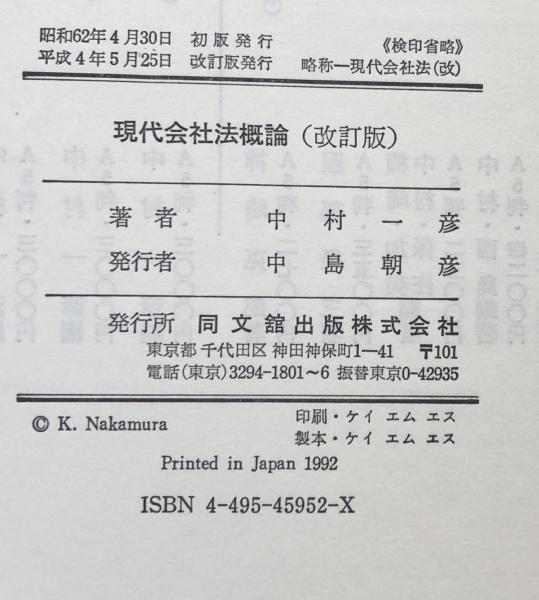 昭和62年4月30日 初版発行 《検印省略》
平成4年5月25日 改訂版発行 略称―現代会社法(改)
現代会社法概論(改訂版)
著者 中村一彦
発行者 中島朝彦
発行所 同文舘出版株式会社
東京都千代田区神田神保町1―41 〒101
電話(東京)3294-1801~6 振替東京0-42935
© K. Nakamura 印刷・ケイ エム エス
製本・ケイ エム エス
Printed in Japan 1992
ISBN 4-495-45952-X